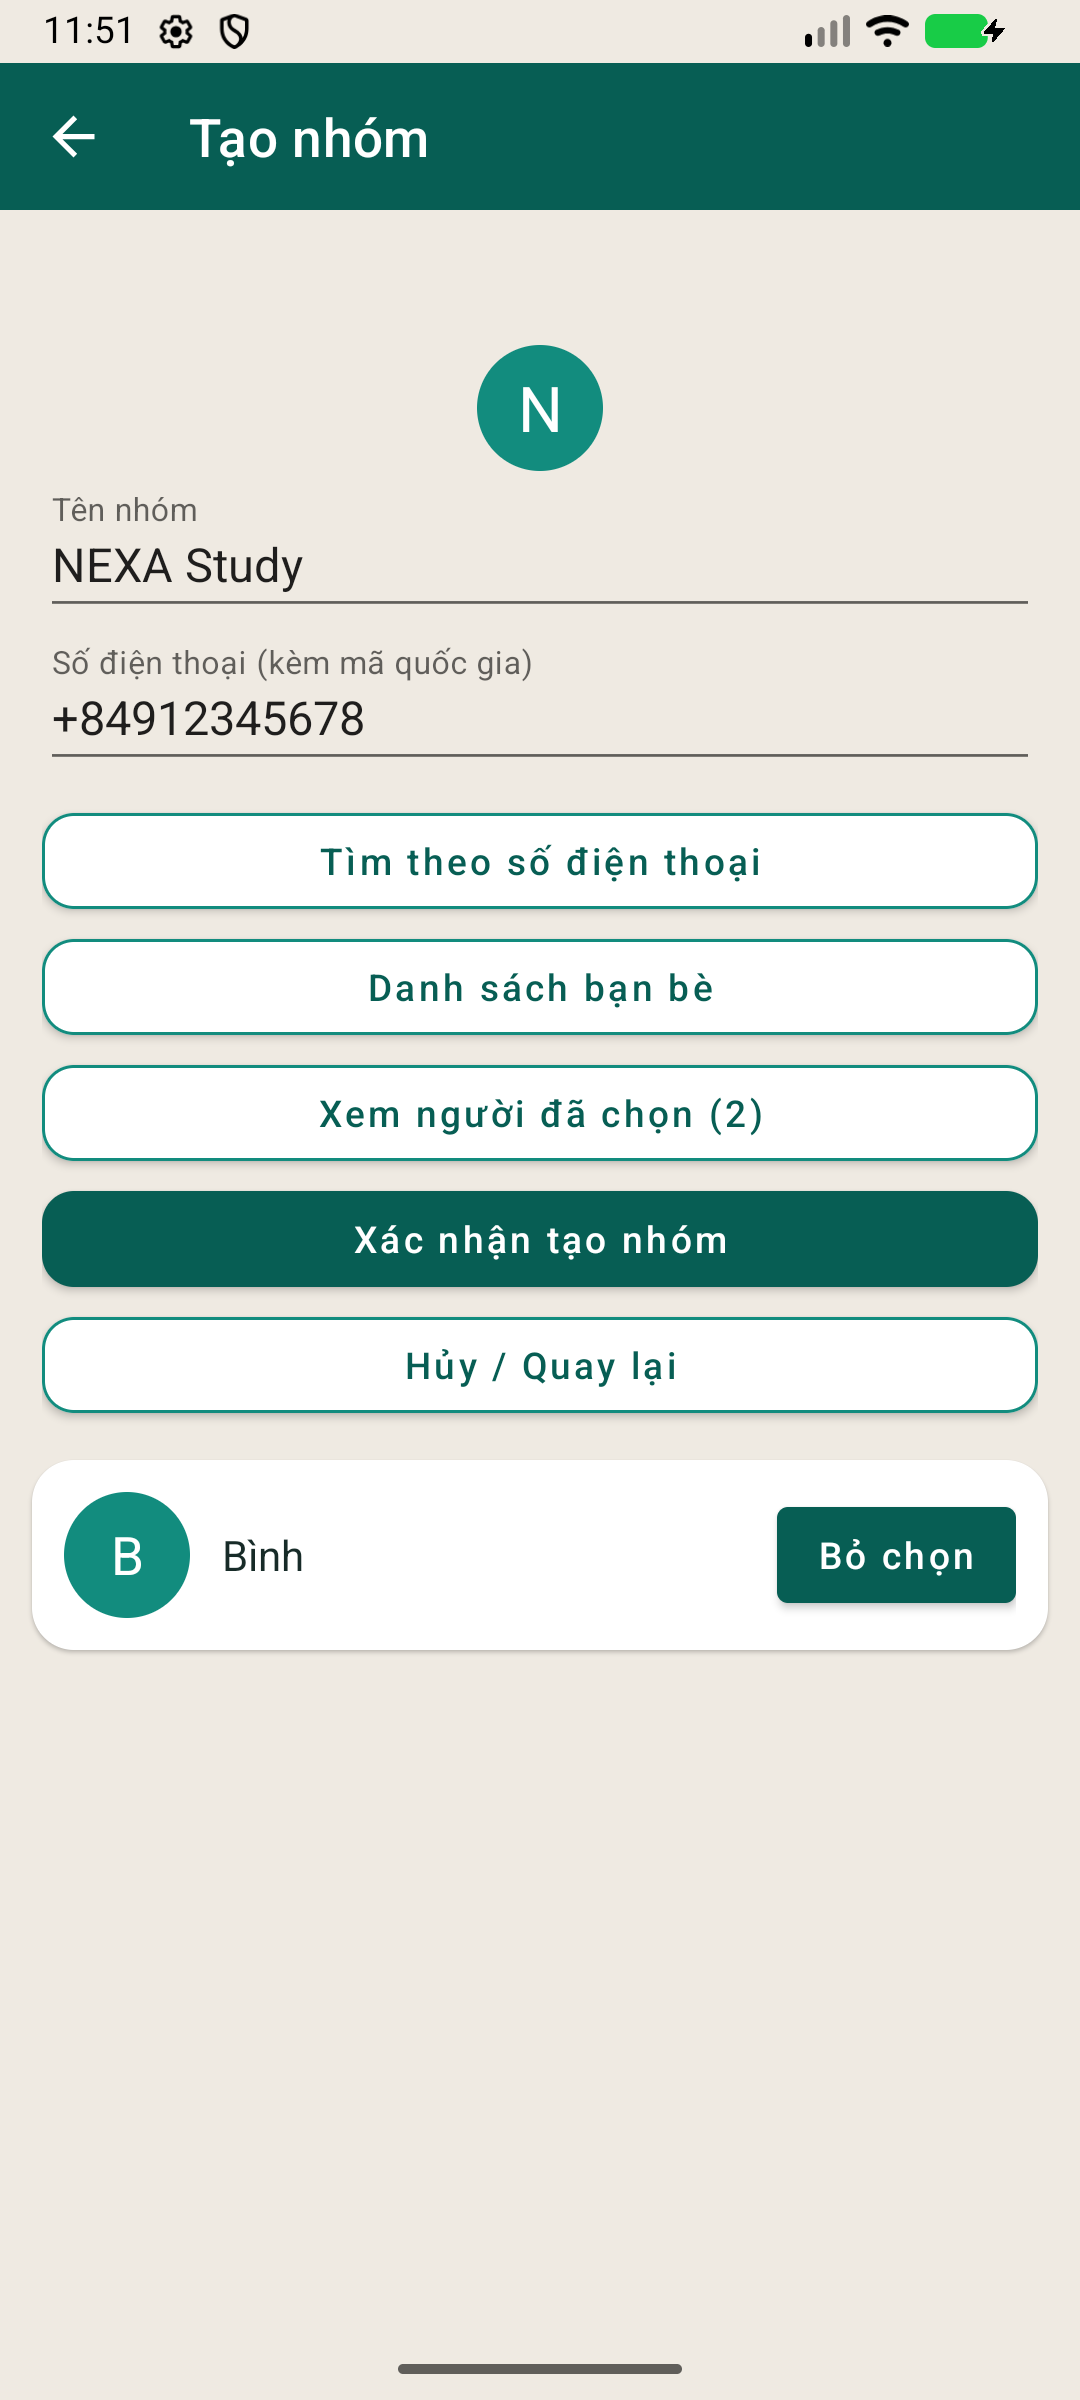 11:51
Tạo nhóm
N
Tên nhóm
NEXA Study
Số điện thoại (kèm mã quốc gia)
+84912345678
Tìm theo số điện thoại
Danh sách bạn bè
Xem người đã chọn (2)
Xác nhận tạo nhóm
Hủy / Quay lại
B Bình Bỏ chọn